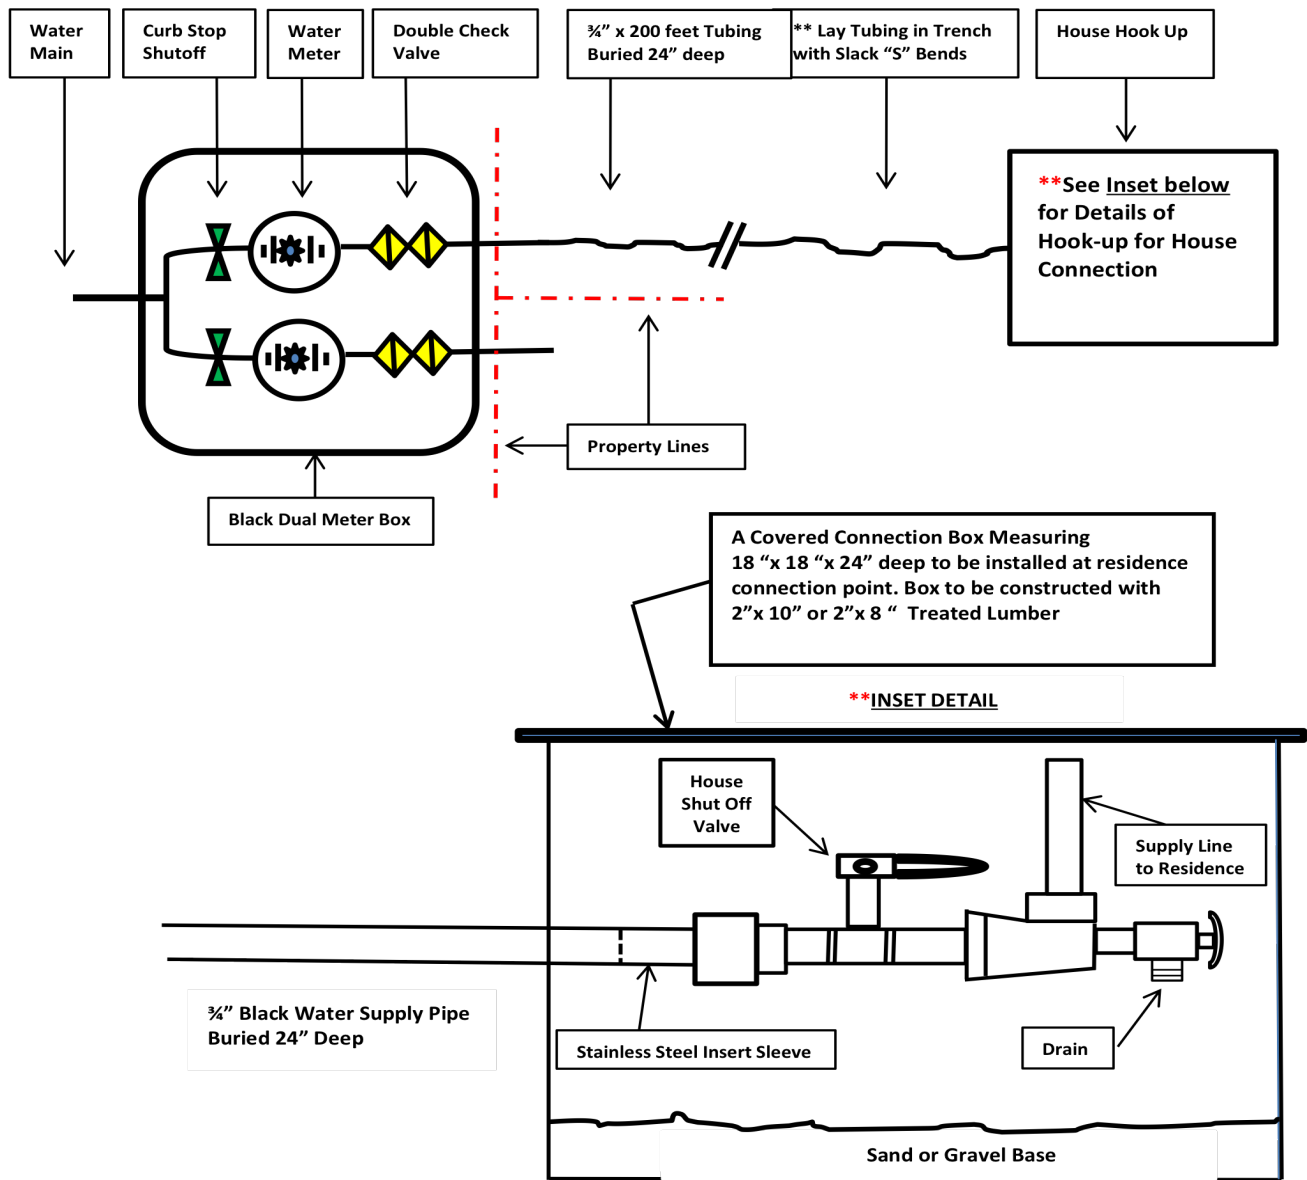 Water
Main
Curb Stop
Shutoff
Water
Meter
Double Check
Valve
¾” x 200 feet Tubing
Buried 24” deep
** Lay Tubing in Trench
with Slack “S” Bends
House Hook Up
**See Inset below
for Details of
Hook-up for House
Connection
Property Lines
Black Dual Meter Box
A Covered Connection Box Measuring
18 “x 18 “x 24” deep to be installed at residence
connection point. Box to be constructed with
2”x 10” or 2”x 8 “  Treated Lumber
**INSET DETAIL
House
Shut Off
Valve
Supply Line
to Residence
¾” Black Water Supply Pipe
Buried 24” Deep
Stainless Steel Insert Sleeve
Drain
Sand or Gravel Base